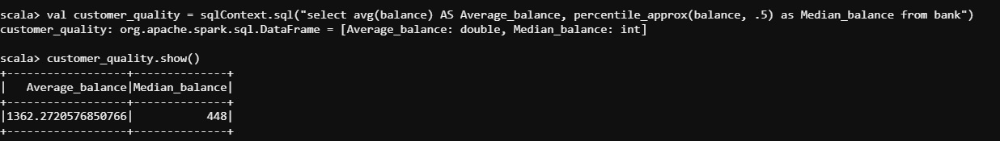 scala> val customer_quality = sqlContext.sql("select avg(balance) AS Average_balance, percentile_approx(balance, .5) as Median_balance from bank")
customer_quality: org.apache.spark.sql.DataFrame = [Average_balance: double, Median_balance: int]
scala> customer_quality.show()
+------------------+--------------+
|   Average_balance|Median_balance|
+------------------+--------------+
|1362.2720576850766|           448|
+------------------+--------------+